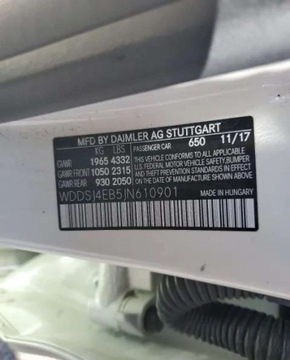 MFD BY DAIMLER AG STUTTGART
KG LBS PASSENGER CAR 650 11/17
GVWR 1965 4332
GAWR FRONT 1050 2315
GAWR REAR 930 2050
CONFORMS TO ALL APPLICABLE U.S.
FEDERAL MOTOR VEHICLE SAFETY, BUMPER
AND THEFT PREVENTION STANDARDS
IN EFFECT ON THE DATE OF
MANUFACTURE SHOWN ABOVE
WDDSJ4EB5JN610901
MADE IN HUNGARY